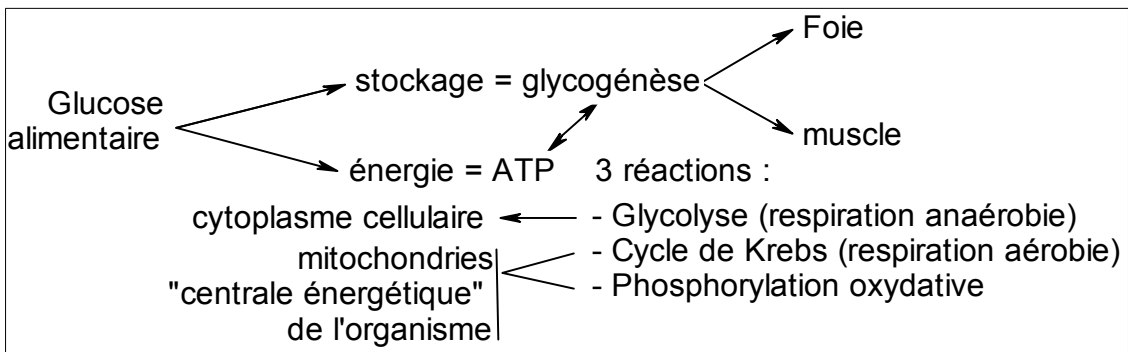 Foie
stockage = glycogénèse
Glucose
alimentaire
muscle
énergie = ATP 3 réactions :
cytoplasme cellulaire - Glycolyse (respiration anaérobie)
mitochondries - Cycle de Krebs (respiration aérobie)
"centrale énergétique" - Phosphorylation oxydative
de l'organisme